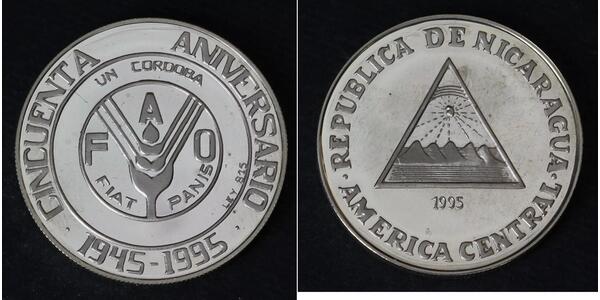 CINCUENTA ANIVERSARIO
UN CORDOBA
F A O
FIAT PANIS
LEY 925
· 1945-1995 ·
REPUBLICA DE NICARAGUA
1995
· AMERICA CENTRAL ·